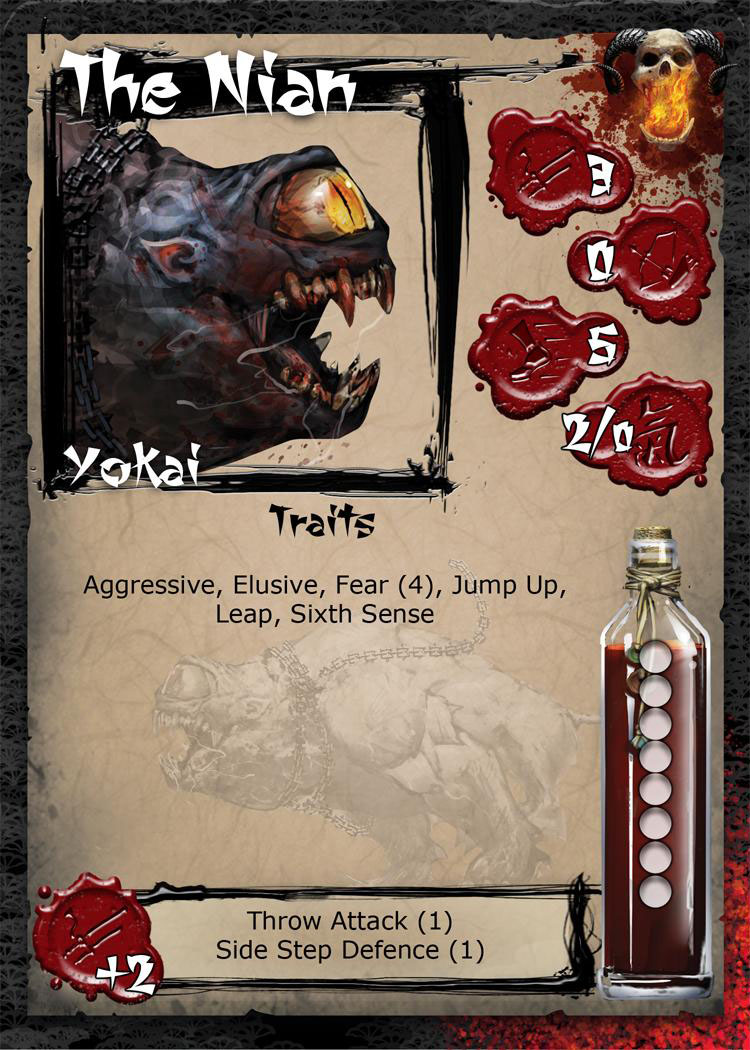 The Nian
3
0
5
2/0
氣
Yokai
Traits
Aggressive, Elusive, Fear (4), Jump Up,
Leap, Sixth Sense
Throw Attack (1)
Side Step Defence (1)
+2